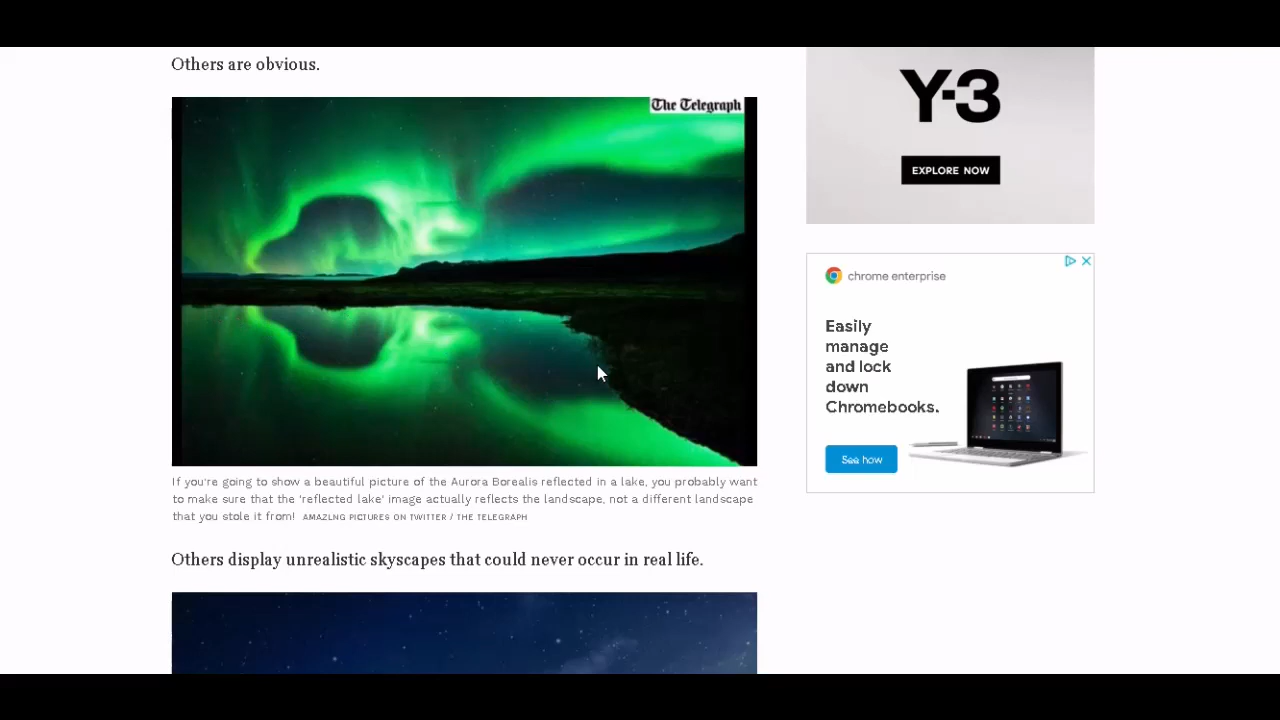 Others are obvious.
The Telegraph
If you're going to show a beautiful picture of the Aurora Borealis reflected in a lake, you probably want
to make sure that the 'reflected lake' image actually reflects the landscape, not a different landscape
that you stole it from! AMAZLNG PICTURES ON TWITTER / THE TELEGRAPH
Others display unrealistic skyscapes that could never occur in real life.
Y-3
EXPLORE NOW
chrome enterprise
Easily
manage
and lock
down
Chromebooks.
See how